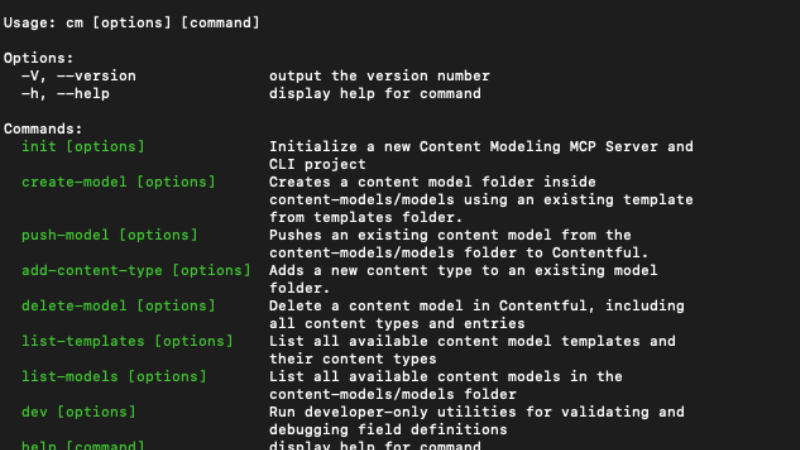 Usage: cm [options] [command]
Options:
-V, --version output the version number
-h, --help display help for command
Commands:
init [options] Initialize a new Content Modeling MCP Server and
CLI project
create-model [options] Creates a content model folder inside
content-models/models using an existing template
from templates folder.
push-model [options] Pushes an existing content model from the
content-models/models folder to Contentful.
add-content-type [options] Adds a new content type to an existing model
folder.
delete-model [options] Delete a content model in Contentful, including
all content types and entries
list-templates [options] List all available content model templates and
their content types
list-models [options] List all available content models in the
content-models/models folder
dev [options] Run developer-only utilities for validating and
debugging field definitions
help [command] display help for command